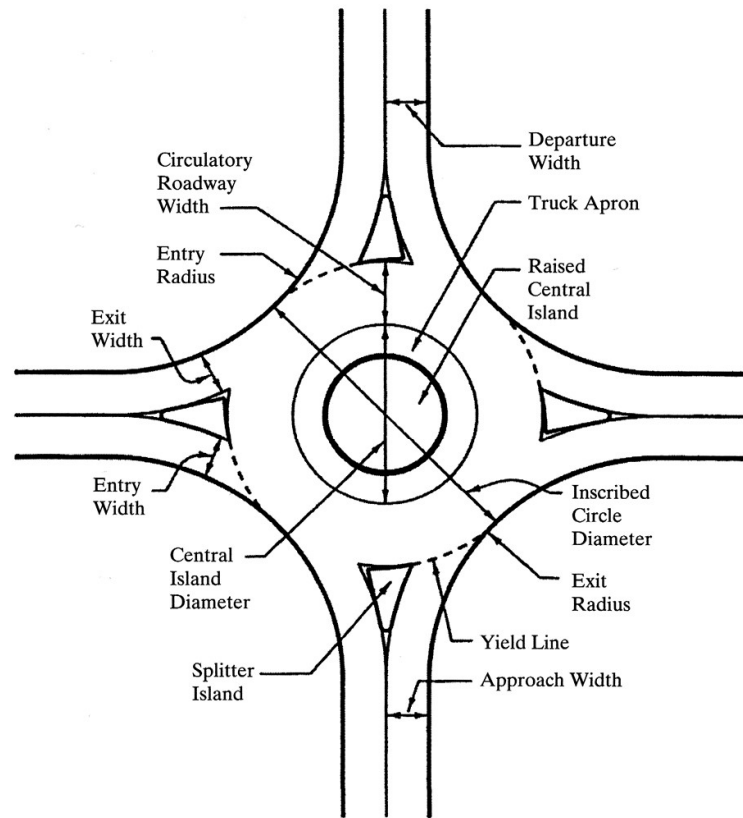 Departure
Width
Circulatory
Roadway
Width
Truck Apron
Entry
Radius
Raised
Central
Island
Exit
Width
Entry
Width
Inscribed
Circle
Diameter
Central
Island
Diameter
Exit
Radius
Yield Line
Splitter
Island
Approach Width